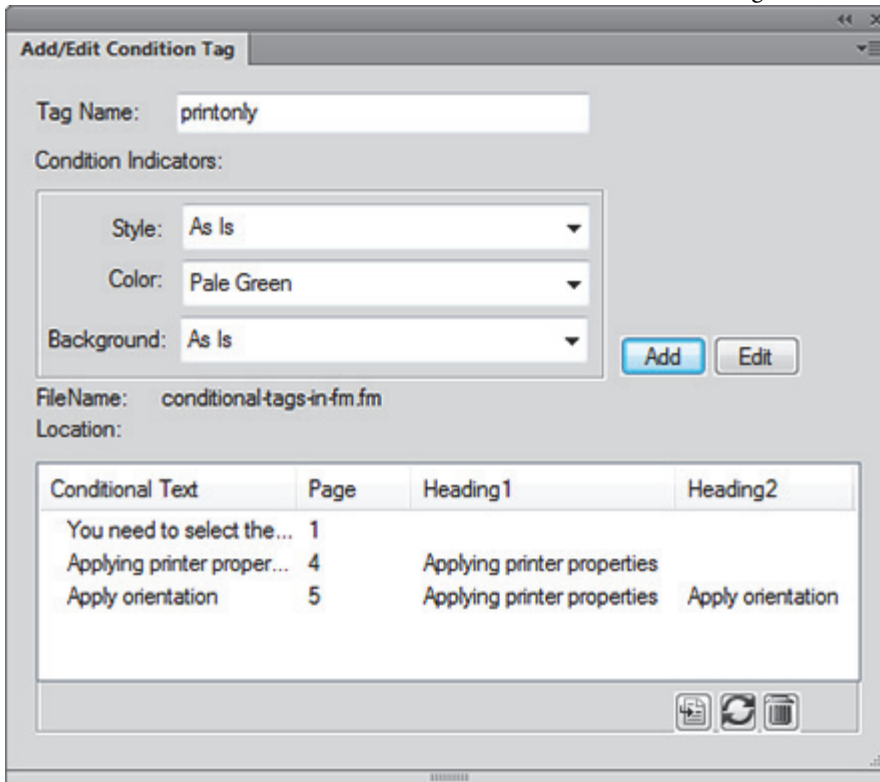 Add/Edit Condition Tag
Tag Name: printonly
Condition Indicators:
Style: As Is
Color: Pale Green
Background: As Is
Add Edit
FileName: conditional-tags-in-fm.fm
Location:
Conditional Text Page Heading1 Heading2
You need to select the... 1
Applying printer proper... 4 Applying printer properties
Apply orientation 5 Applying printer properties Apply orientation